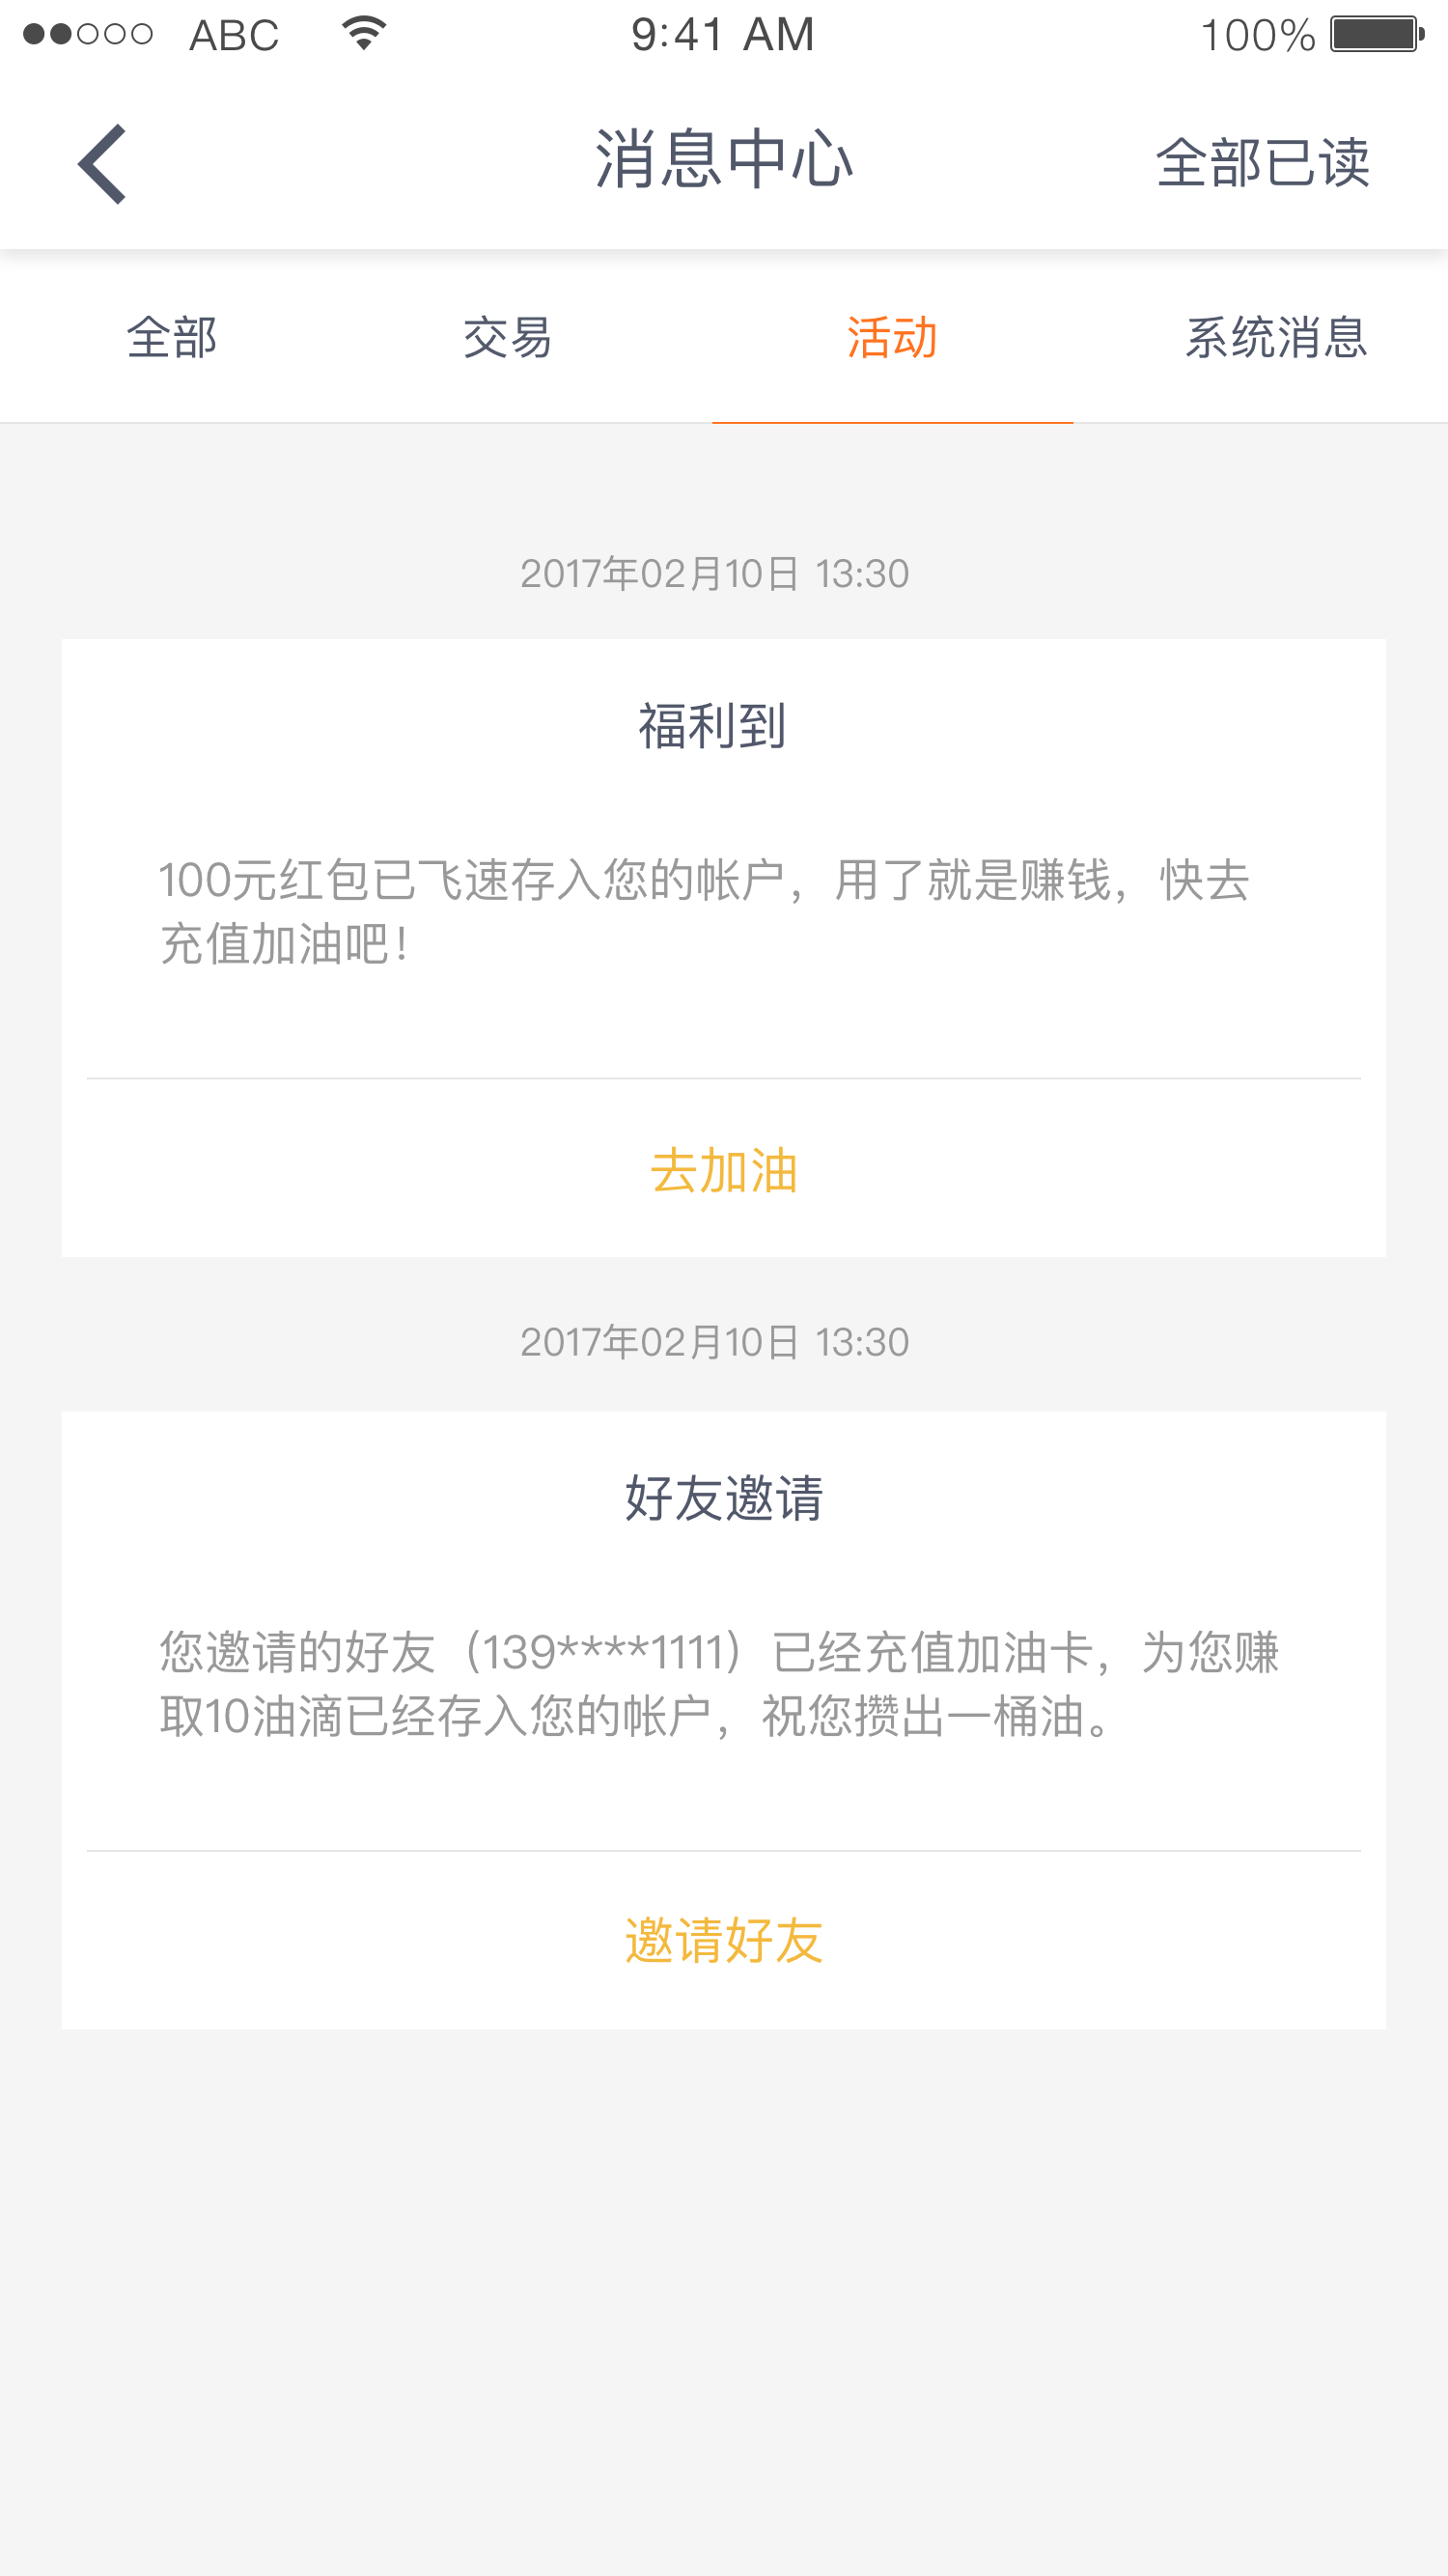 ABC 9:41 AM 100%
消息中心 全部已读
全部 交易 活动 系统消息
2017年02月10日 13:30
福利到
100元红包已飞速存入您的帐户，用了就是赚钱，快去
充值加油吧！
去加油
2017年02月10日 13:30
好友邀请
您邀请的好友（139****1111）已经充值加油卡，为您赚
取10油滴已经存入您的帐户，祝您攒出一桶油。
邀请好友